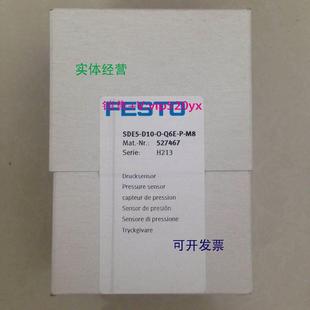 实体经营
FESTO
SDE5-D10-O-Q6E-P-M8
Mat.-Nr.: 527467
Serie: H213
Drucksensor
Pressure sensor
capteur de pression
Sensor de presión
Sensore di pressione
Tryckgivare
可开发票